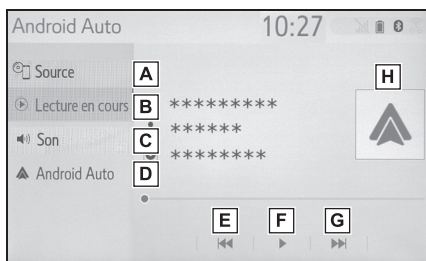 Android Auto 10:27
Source A
H
Lecture en cours B *********
******
Son C
********
Android Auto D
E F G